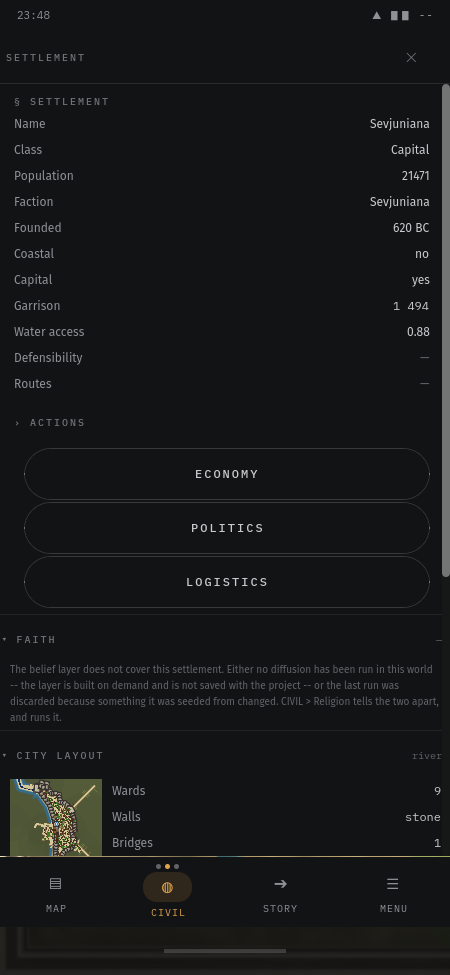 23:48
--
SETTLEMENT
§ SETTLEMENT
Name Sevjuniana
Class Capital
Population 21471
Faction Sevjuniana
Founded 620 BC
Coastal no
Capital yes
Garrison 1 494
Water access 0.88
Defensibility —
Routes —
› ACTIONS
ECONOMY
POLITICS
LOGISTICS
FAITH —
The belief layer does not cover this settlement. Either no diffusion has been run in this world
-- the layer is built on demand and is not saved with the project -- or the last run was
discarded because something it was seeded from changed. CIVIL > Religion tells the two apart,
and runs it.
CITY LAYOUT river
Wards 9
Walls stone
Bridges 1
MAP
CIVIL
STORY
MENU